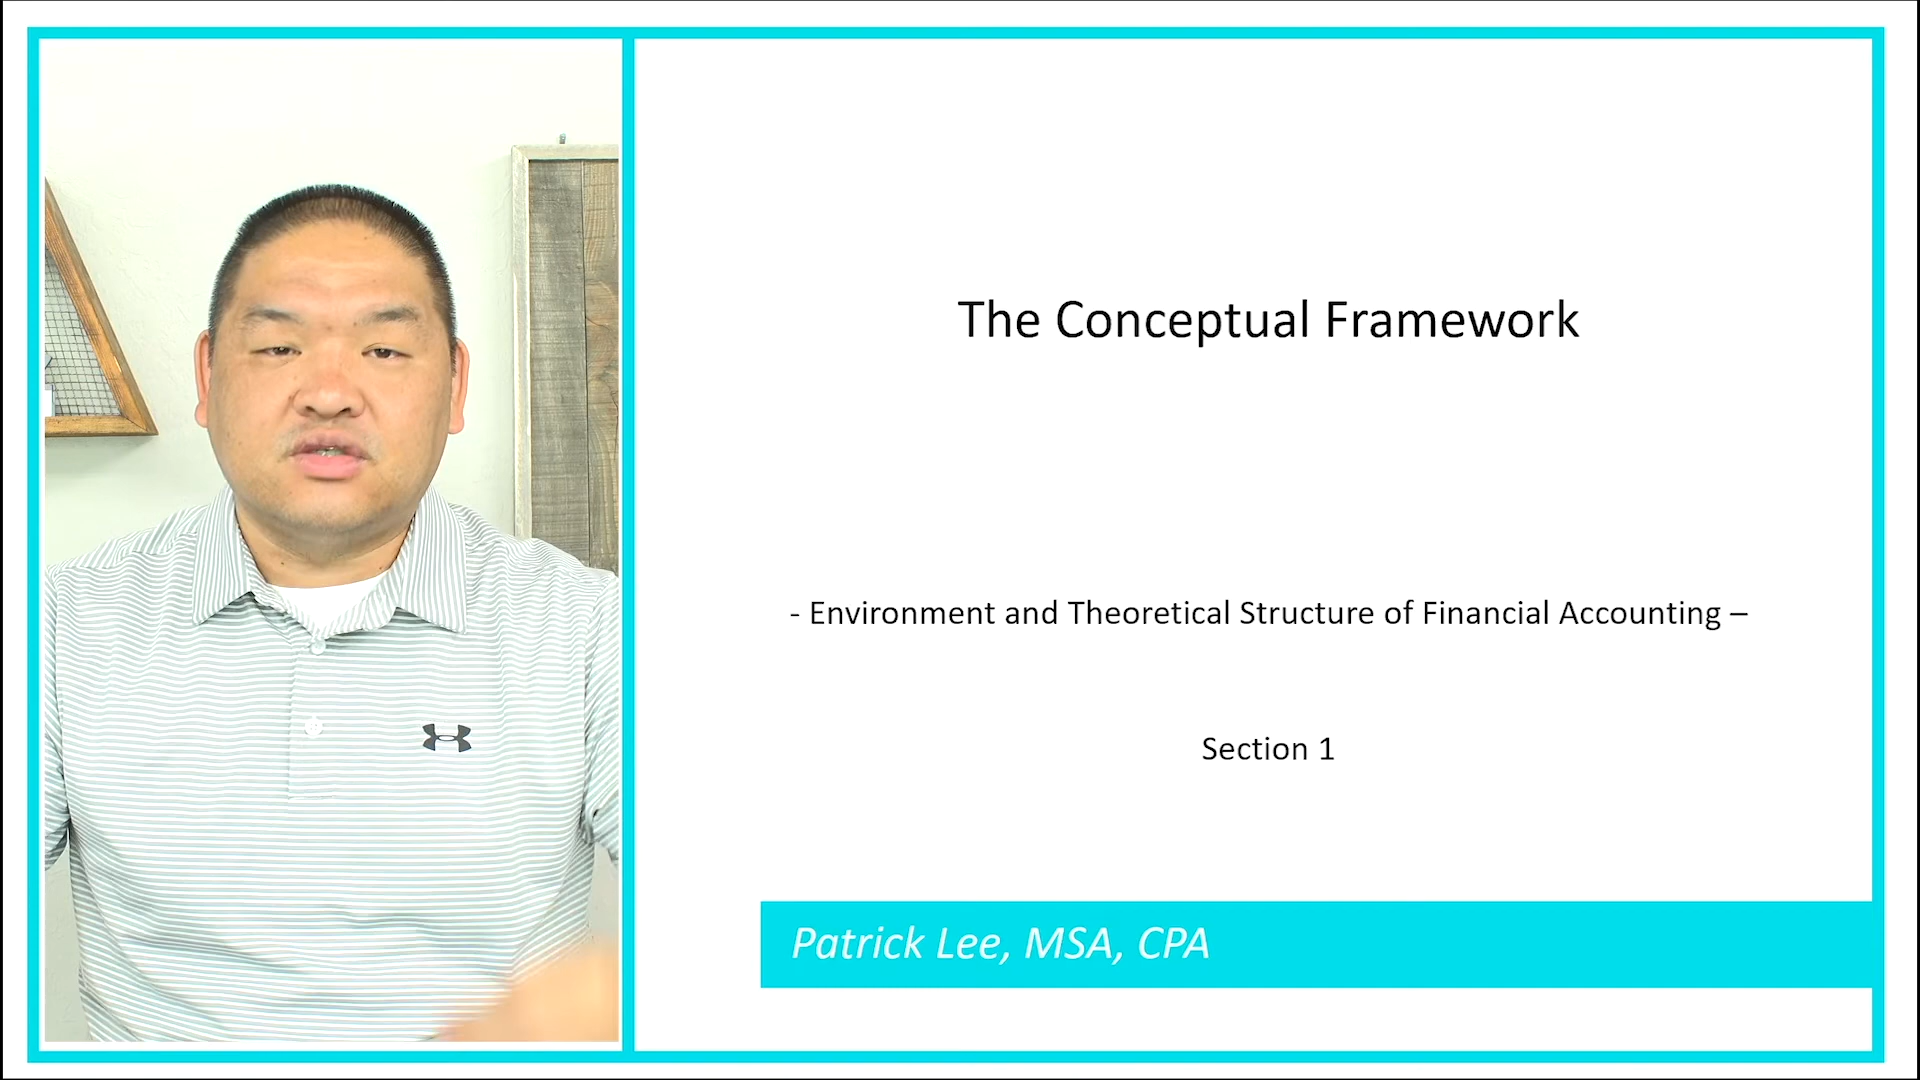 The Conceptual Framework
- Environment and Theoretical Structure of Financial Accounting –
Section 1
Patrick Lee, MSA, CPA